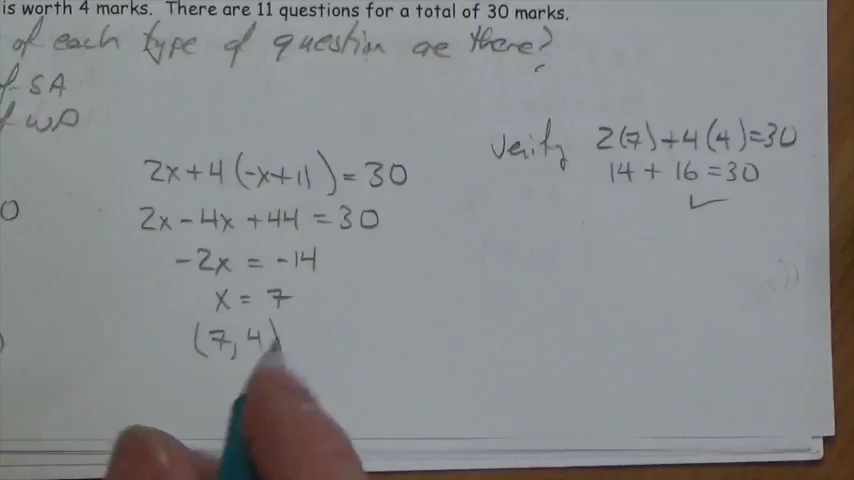 is worth 4 marks. There are 11 questions for a total of 30 marks.
of each type of question are there?
of SA
of WP
2x+4(-x+11)=30
2x-4x+44=30
-2x=-14
x=7
(7,4)
Verify 2(7)+4(4)=30
14+16=30
✓